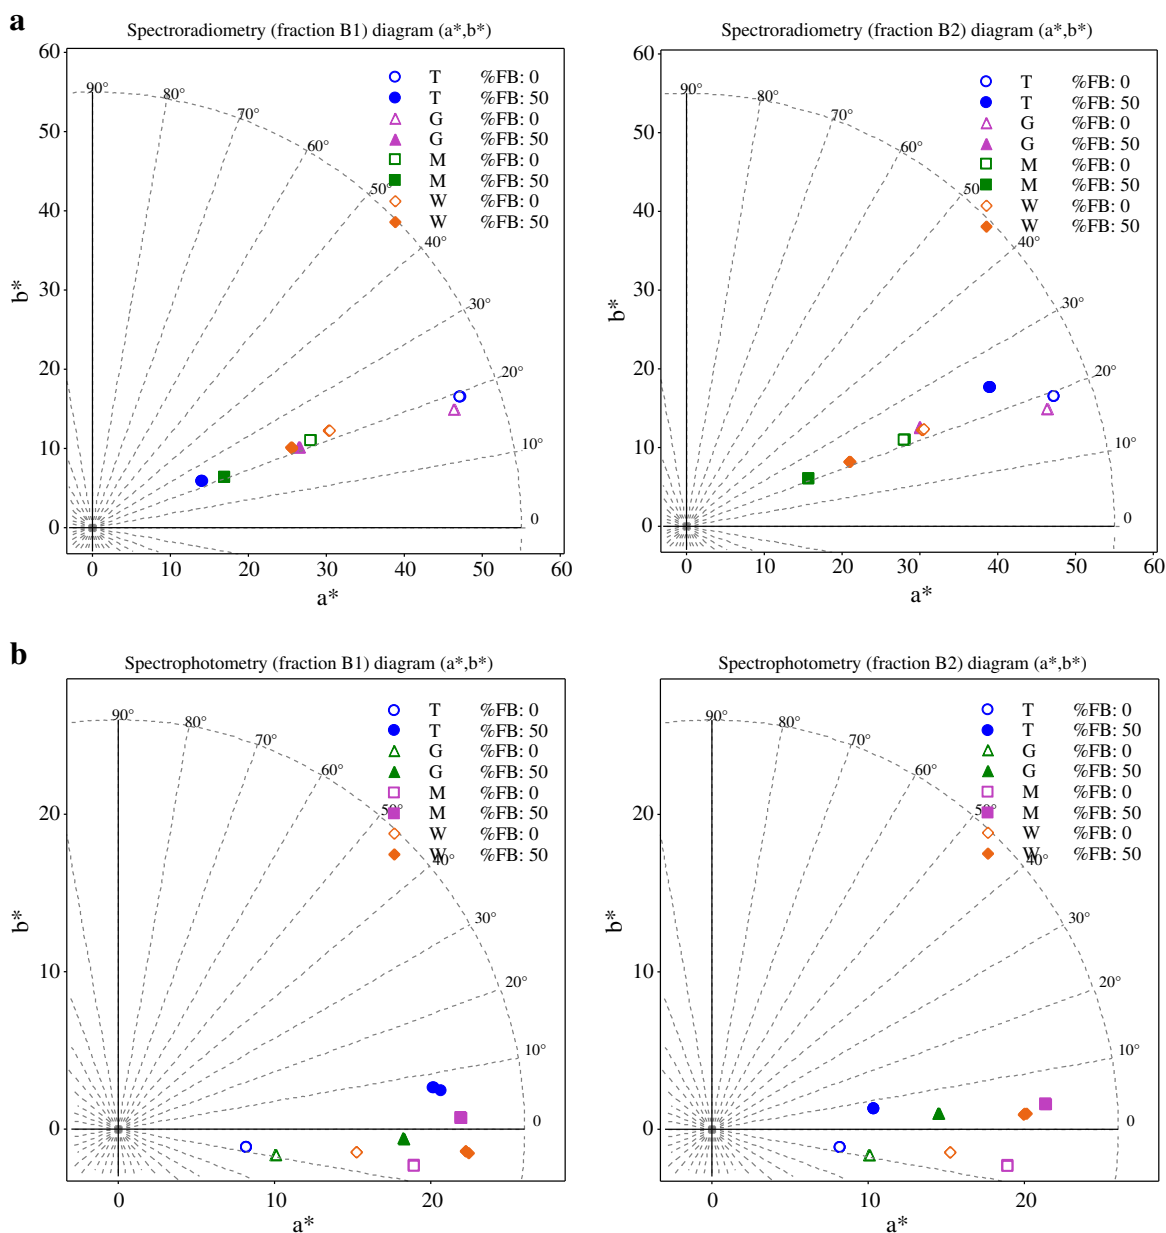 a
Spectroradiometry (fraction B1) diagram (a*,b*)
60
50
40
30
20
10
0
b*
90°
80°
70°
60°
50°
40°
30°
20°
10°
0
T %FB: 0
T %FB: 50
G %FB: 0
G %FB: 50
M %FB: 0
M %FB: 50
W %FB: 0
W %FB: 50
0 10 20 30 40 50 60
a*
Spectroradiometry (fraction B2) diagram (a*,b*)
60
50
40
30
20
10
0
b*
90°
80°
70°
60°
50°
40°
30°
20°
10°
0
T %FB: 0
T %FB: 50
G %FB: 0
G %FB: 50
M %FB: 0
M %FB: 50
W %FB: 0
W %FB: 50
0 10 20 30 40 50 60
a*
b
Spectrophotometry (fraction B1) diagram (a*,b*)
20
10
0
b*
90°
80°
70°
60°
50°
40°
30°
20°
10°
0
T %FB: 0
T %FB: 50
G %FB: 0
G %FB: 50
M %FB: 0
M %FB: 50
W %FB: 0
W %FB: 50
0 10 20
a*
Spectrophotometry (fraction B2) diagram (a*,b*)
20
10
0
b*
90°
80°
70°
60°
50°
40°
30°
20°
10°
0
T %FB: 0
T %FB: 50
G %FB: 0
G %FB: 50
M %FB: 0
M %FB: 50
W %FB: 0
W %FB: 50
0 10 20
a*